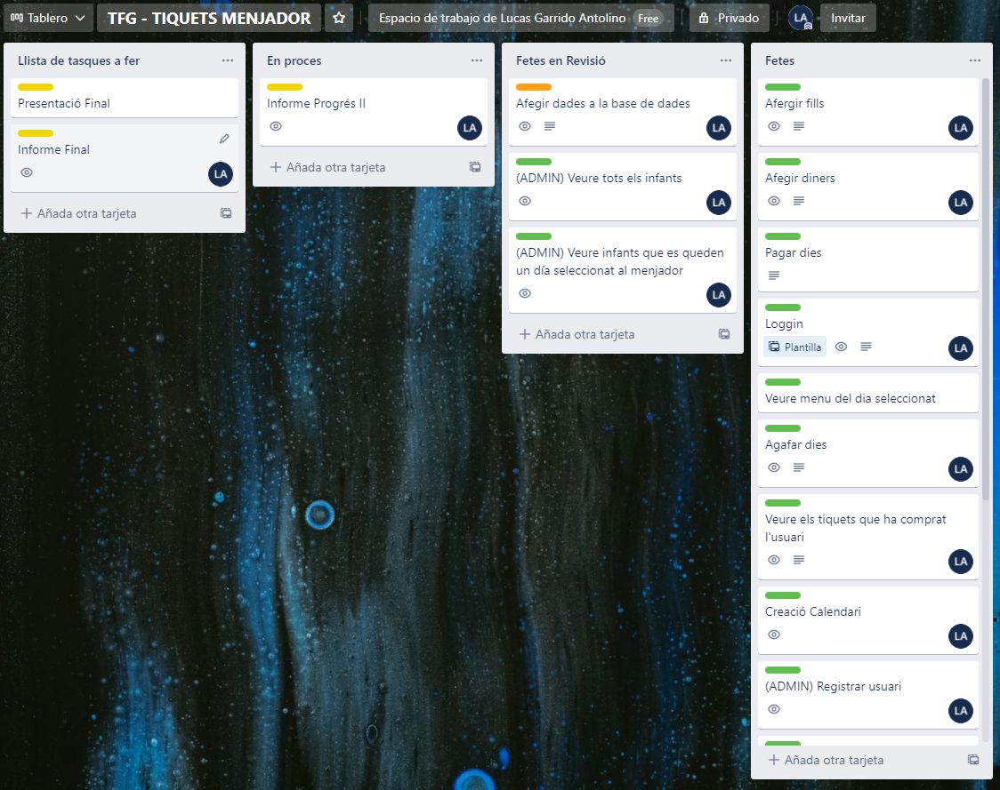 Tablero
TFG - TIQUETS MENJADOR
Espacio de trabajo de Lucas Garrido Antolino Free
Privado
LA
Invitar
Llista de tasques a fer
Presentació Final
Informe Final
LA
Añada otra tarjeta
En proces
Informe Progrés II
LA
Añada otra tarjeta
Fetes en Revisió
Afegir dades a la base de dades
LA
(ADMIN) Veure tots els infants
LA
(ADMIN) Veure infants que es queden
un día seleccionat al menjador
LA
Añada otra tarjeta
Fetes
Afergir fills
LA
Afegir diners
LA
Pagar dies
Loggin
Plantilla
LA
Veure menu del dia seleccionat
Agafar dies
LA
Veure els tiquets que ha comprat
l'usuari
LA
Creació Calendari
LA
(ADMIN) Registrar usuari
LA
Añada otra tarjeta